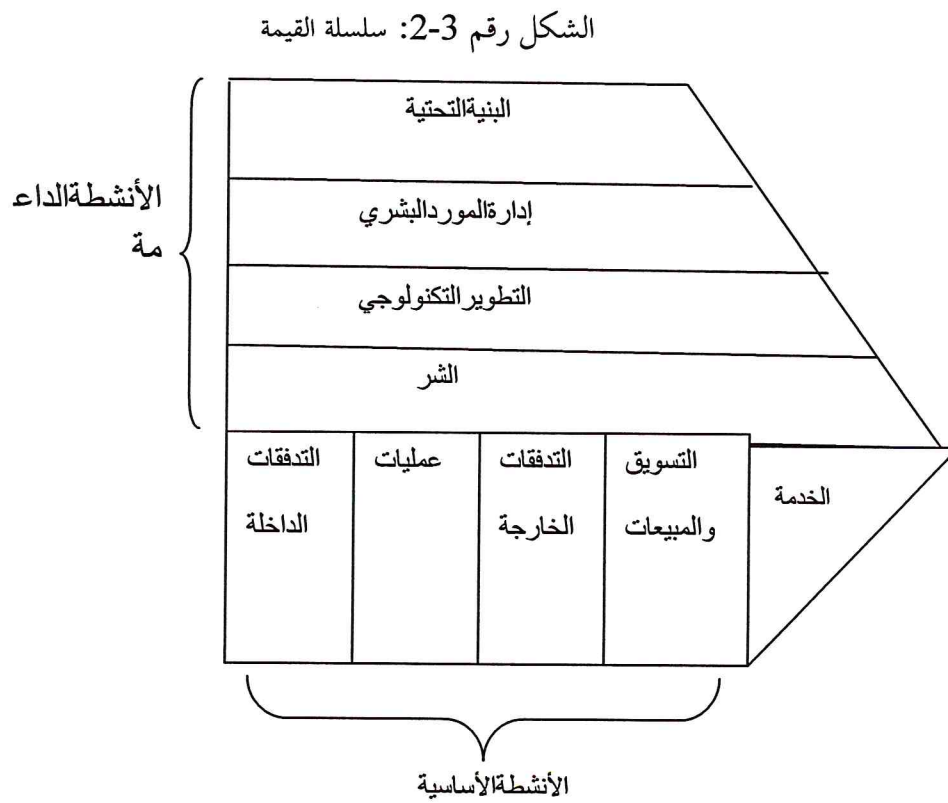 الشكل رقم 3-2: سلسلة القيمة
البنيةالتحتية
الأنشطةالداع
مة
إدارةالموردالبشري
التطويرالتكنولوجي
الشر
التدفقات
الداخلة
عمليات
التدفقات
الخارجة
التسويق
والمبيعات
الخدمة
الأنشطةالأساسية